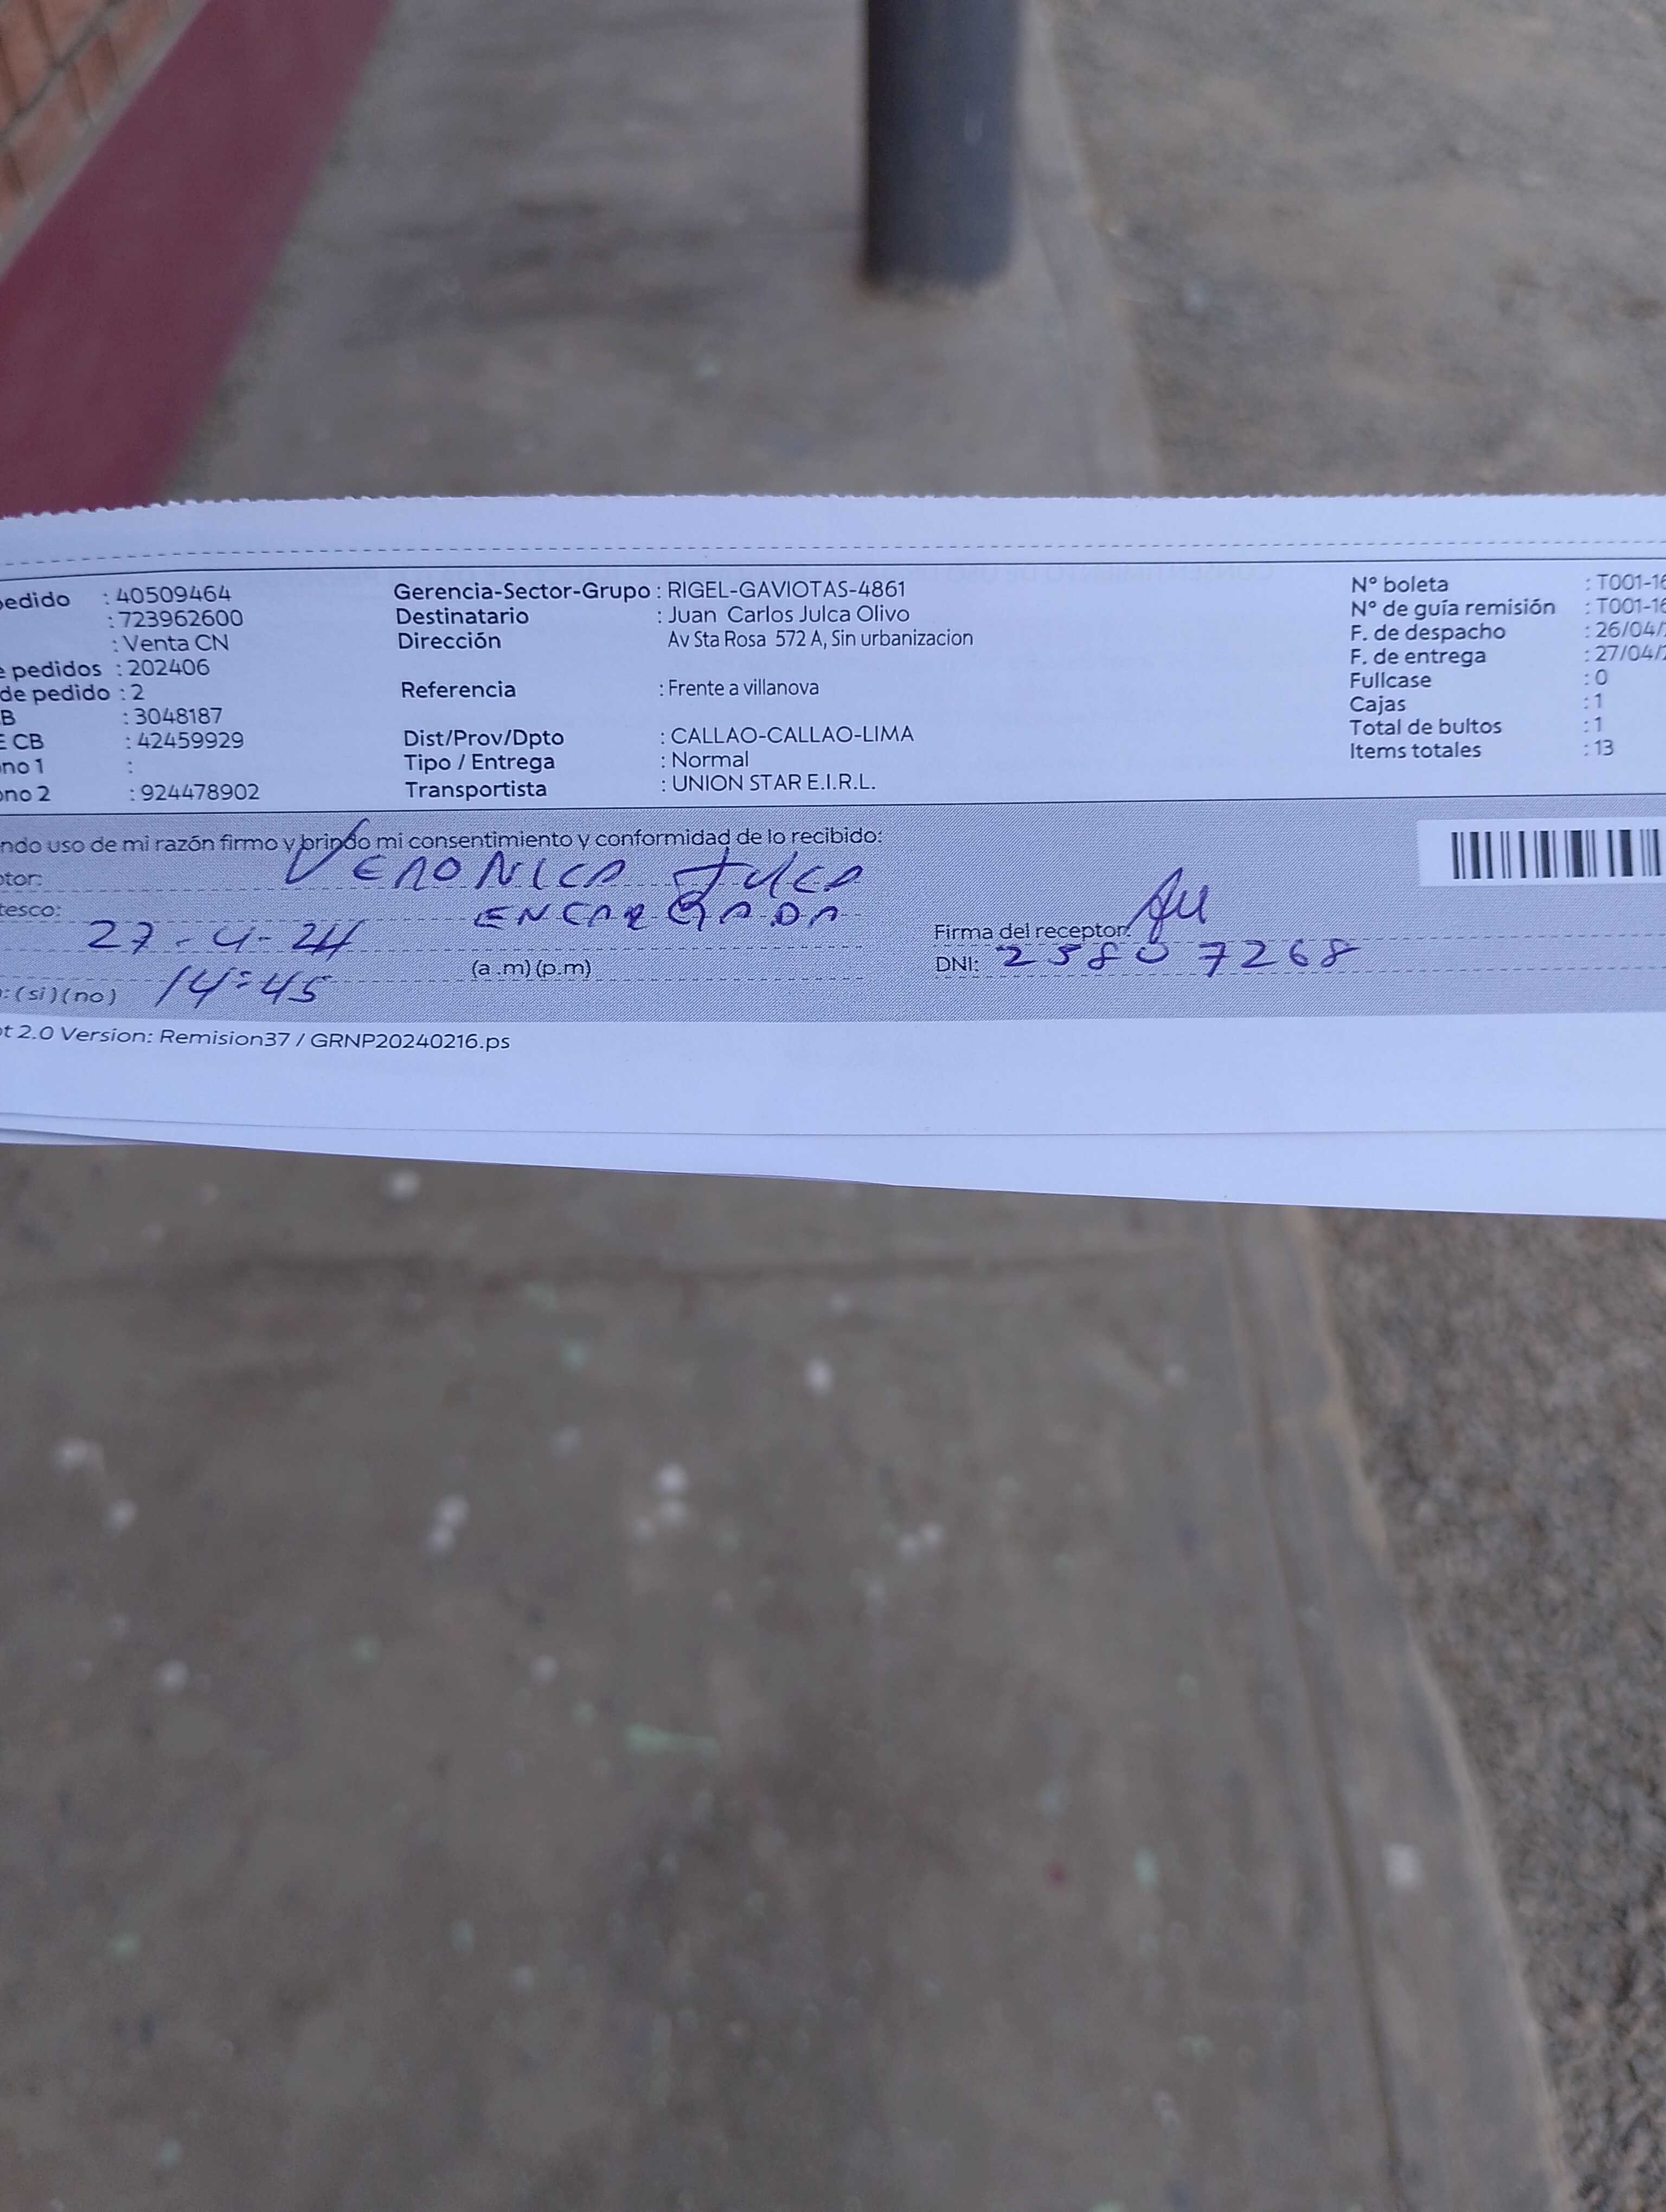 edido : 40509464
: 723962600
: Venta CN
e pedidos : 202406
de pedido : 2
B : 3048187
E CB : 42459929
no 1 :
ono 2 : 924478902
Gerencia-Sector-Grupo : RIGEL-GAVIOTAS-4861
Destinatario : Juan Carlos Julca Olivo
Dirección Av Sta Rosa 572 A, Sin urbanizacion
Referencia : Frente a villanova
Dist/Prov/Dpto : CALLAO-CALLAO-LIMA
Tipo / Entrega : Normal
Transportista : UNION STAR E.I.R.L.
N° boleta : T001-16
N° de guía remisión : T001-16
F. de despacho : 26/04/
F. de entrega : 27/04/
Fullcase : 0
Cajas : 1
Total de bultos : 1
Items totales : 13
ndo uso de mi razón firmo y brindo mi consentimiento y conformidad de lo recibido:
ptor: VERONICA JULCA
tesco: ENCARGADA
27-4-24
Firma del receptor:
(a .m) (p.m)
DNI: 25807268
: (si) (no) 14:45
t 2.0 Version: Remision37 / GRNP20240216.ps